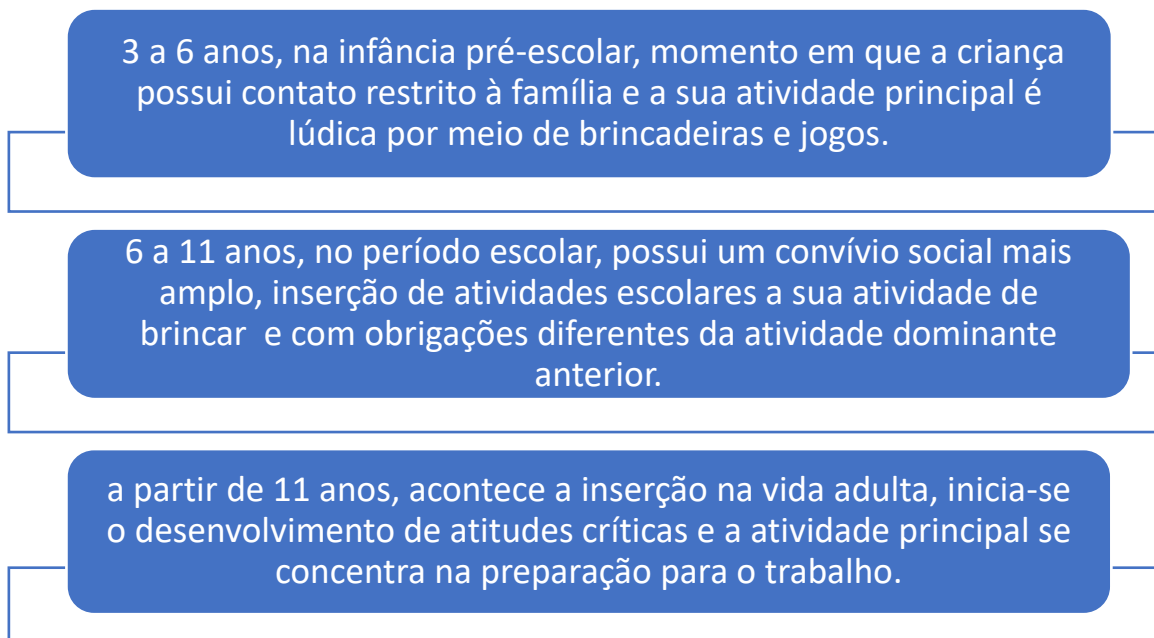 3 a 6 anos, na infância pré-escolar, momento em que a criança
possui contato restrito à família e a sua atividade principal é
lúdica por meio de brincadeiras e jogos.
6 a 11 anos, no período escolar, possui um convívio social mais
amplo, inserção de atividades escolares a sua atividade de
brincar  e com obrigações diferentes da atividade dominante
anterior.
a partir de 11 anos, acontece a inserção na vida adulta, inicia-se
o desenvolvimento de atitudes críticas e a atividade principal se
concentra na preparação para o trabalho.